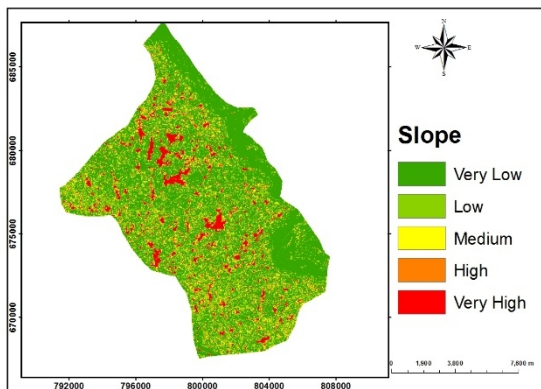 N
W E
S
685000
680000
675000
670000
792000 796000 800000 804000 808000
Slope
Very Low
Low
Medium
High
Very High
0 1,900 3,800 7,600 m